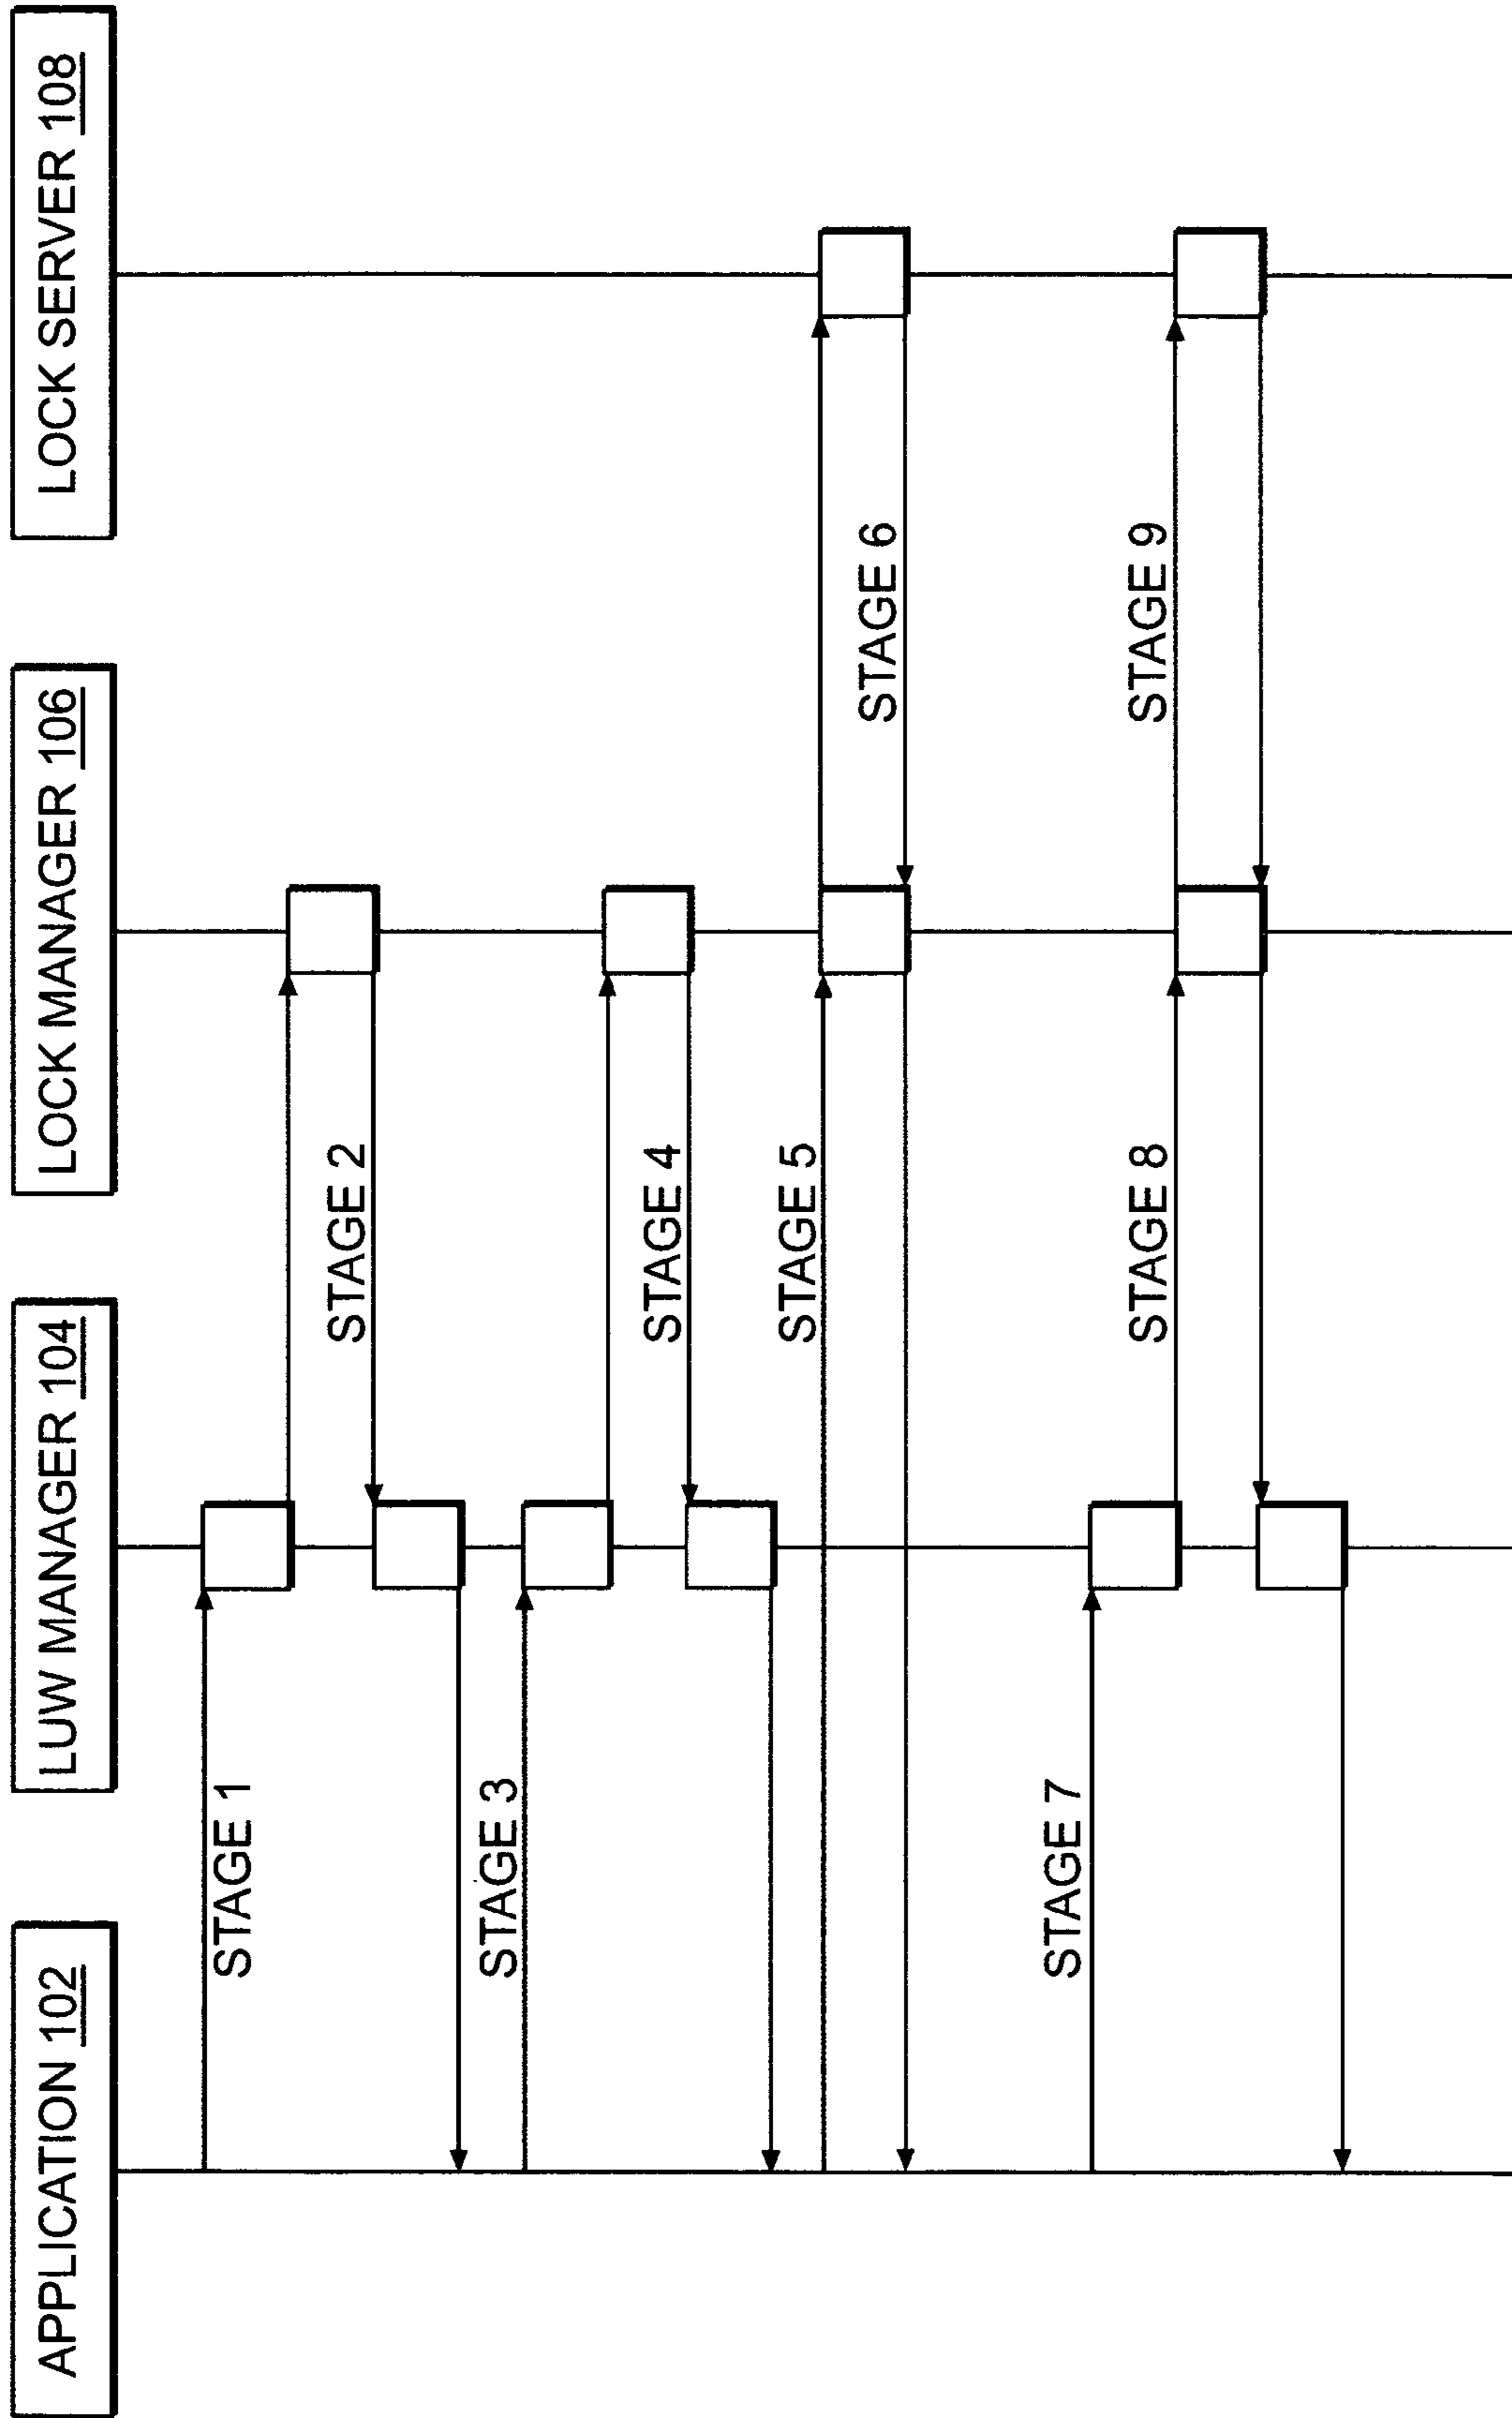 APPLICATION 102
LUW MANAGER 104
LOCK MANAGER 106
LOCK SERVER 108
STAGE 1
STAGE 2
STAGE 3
STAGE 4
STAGE 5
STAGE 6
STAGE 7
STAGE 8
STAGE 9